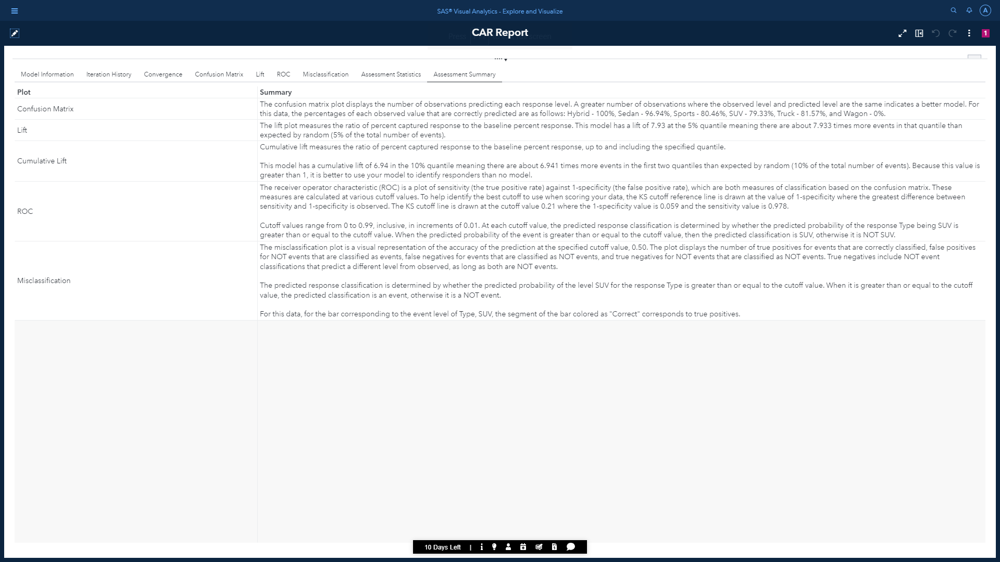 SAS® Visual Analytics - Explore and Visualize
A
CAR Report
1
Model Information
Iteration History
Convergence
Confusion Matrix
Lift
ROC
Misclassification
Assessment Statistics
Assessment Summary
Plot
Summary
Confusion Matrix
The confusion matrix plot displays the number of observations predicting each response level. A greater number of observations where the observed level and predicted level are the same indicates a better model. For
this data, the percentages of each observed value that are correctly predicted are as follows: Hybrid - 100%, Sedan - 96.94%, Sports - 80.46%, SUV - 79.33%, Truck - 81.57%, and Wagon - 0%.
Lift
The lift plot measures the ratio of percent captured response to the baseline percent response. This model has a lift of 7.93 at the 5% quantile meaning there are about 7.933 times more events in that quantile than
expected by random (5% of the total number of events).
Cumulative Lift
Cumulative lift measures the ratio of percent captured response to the baseline percent response, up to and including the specified quantile.
This model has a cumulative lift of 6.94 in the 10% quantile meaning there are about 6.941 times more events in the first two quantiles than expected by random (10% of the total number of events). Because this value is
greater than 1, it is better to use your model to identify responders than no model.
ROC
The receiver operator characteristic (ROC) is a plot of sensitivity (the true positive rate) against 1-specificity (the false positive rate), which are both measures of classification based on the confusion matrix. These
measures are calculated at various cutoff values. To help identify the best cutoff to use when scoring your data, the KS cutoff reference line is drawn at the value of 1-specificity where the greatest difference between
sensitivity and 1-specificity is observed. The KS cutoff line is drawn at the cutoff value 0.21 where the 1-specificity value is 0.059 and the sensitivity value is 0.978.
Cutoff values range from 0 to 0.99, inclusive, in increments of 0.01. At each cutoff value, the predicted response classification is determined by whether the predicted probability of the response Type being SUV is
greater than or equal to the cutoff value. When the predicted probability of the event is greater than or equal to the cutoff value, then the predicted classification is SUV, otherwise it is NOT SUV.
Misclassification
The misclassification plot is a visual representation of the accuracy of the prediction at the specified cutoff value, 0.50. The plot displays the number of true positives for events that are correctly classified, false positives
for NOT events that are classified as events, false negatives for events that are classified as NOT events, and true negatives for NOT events that are classified as NOT events. True negatives include NOT event
classifications that predict a different level from observed, as long as both are NOT events.
The predicted response classification is determined by whether the predicted probability of the level SUV for the response Type is greater than or equal to the cutoff value. When it is greater than or equal to the cutoff
value, the predicted classification is an event, otherwise it is a NOT event.
For this data, for the bar corresponding to the event level of Type, SUV, the segment of the bar colored as "Correct" corresponds to true positives.
10 Days Left |